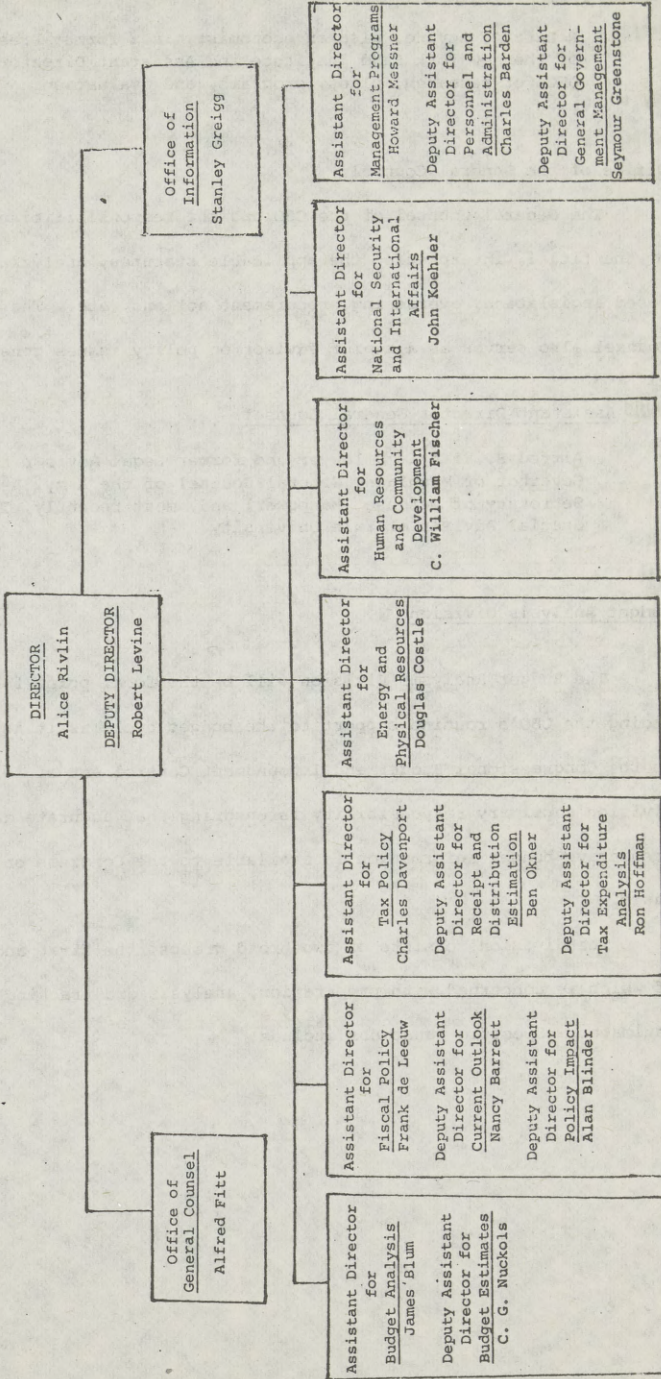 DIRECTOR
Alice Rivlin
DEPUTY DIRECTOR
Robert Levine
Office of
General Counsel
Alfred Fitt
Office of
Information
Stanley Greigg
Assistant Director
for
Budget Analysis
James Blum
Deputy Assistant
Director for
Budget Estimates
C. G. Nuckols
Assistant Director
for
Fiscal Policy
Frank de Leeuw
Deputy Assistant
Director for
Current Outlook
Nancy Barrett
Deputy Assistant
Director for
Policy Impact
Alan Blinder
Assistant Director
for
Tax Policy
Charles Davenport
Deputy Assistant
Director for
Receipt and
Distribution
Estimation
Ben Okner
Deputy Assistant
Director for
Tax Expenditure
Analysis
Ron Hoffman
Assistant Director
for
Energy and
Physical Resources
Douglas Costle
Assistant Director
for
Human Resources
and Community
Development
C. William Fischer
Assistant Director
for
National Security
and International
Affairs
John Koehler
Assistant Director
for
Management Programs
Howard Messner
Deputy Assistant
Director for
Personnel and
Administration
Charles Barden
Deputy Assistant
Director for
General Govern-
ment Management
Seymour Greenstone